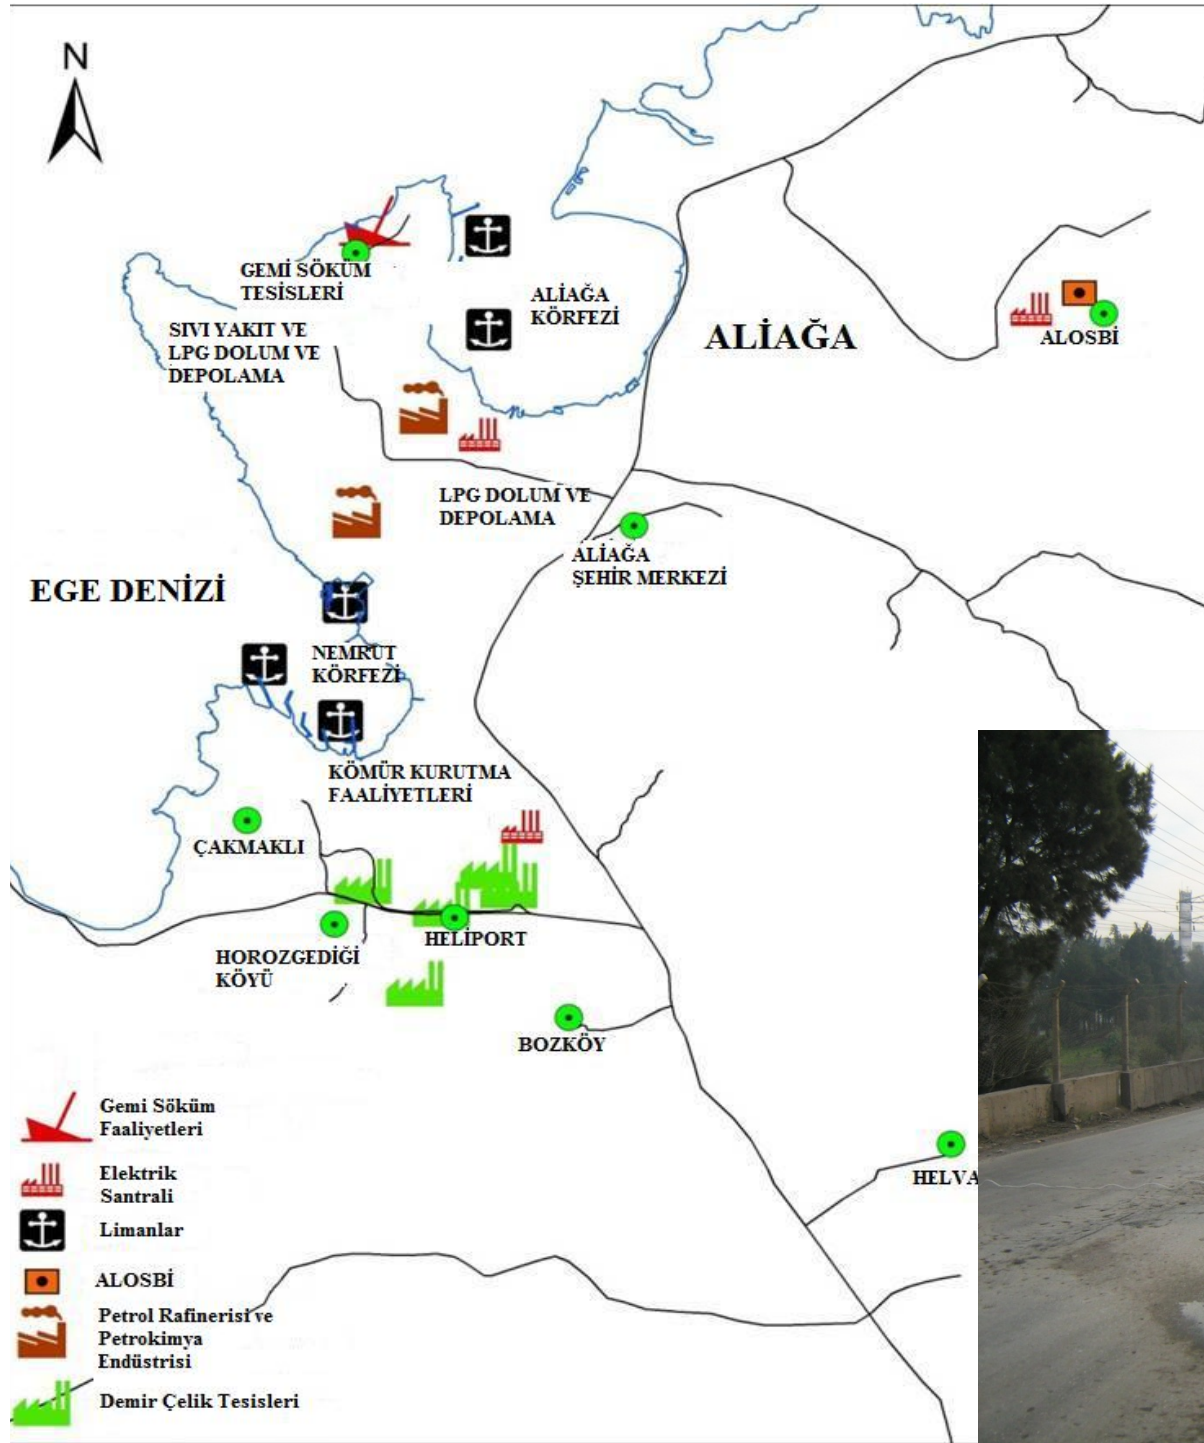 N
GEMİ SÖKÜM
TESİSLERİ
ALİAĞA
KÖRFEZİ
SIVI YAKIT VE
LPG DOLUM VE
DEPOLAMA
ALİAĞA
ALOSBİ
LPG DOLUM VE
DEPOLAMA
ALİAĞA
ŞEHİR MERKEZİ
EGE DENİZİ
NEMRUT
KÖRFEZİ
KÖMÜR KURUTMA
FAALİYETLERİ
ÇAKMAKLI
HELİPORT
HOROZGEDİĞİ
KÖYÜ
BOZKÖY
HELVA
Gemi Söküm
Faaliyetleri
Elektrik
Santrali
Limanlar
ALOSBİ
Petrol Rafinerisi ve
Petrokimya
Endüstrisi
Demir Çelik Tesisleri